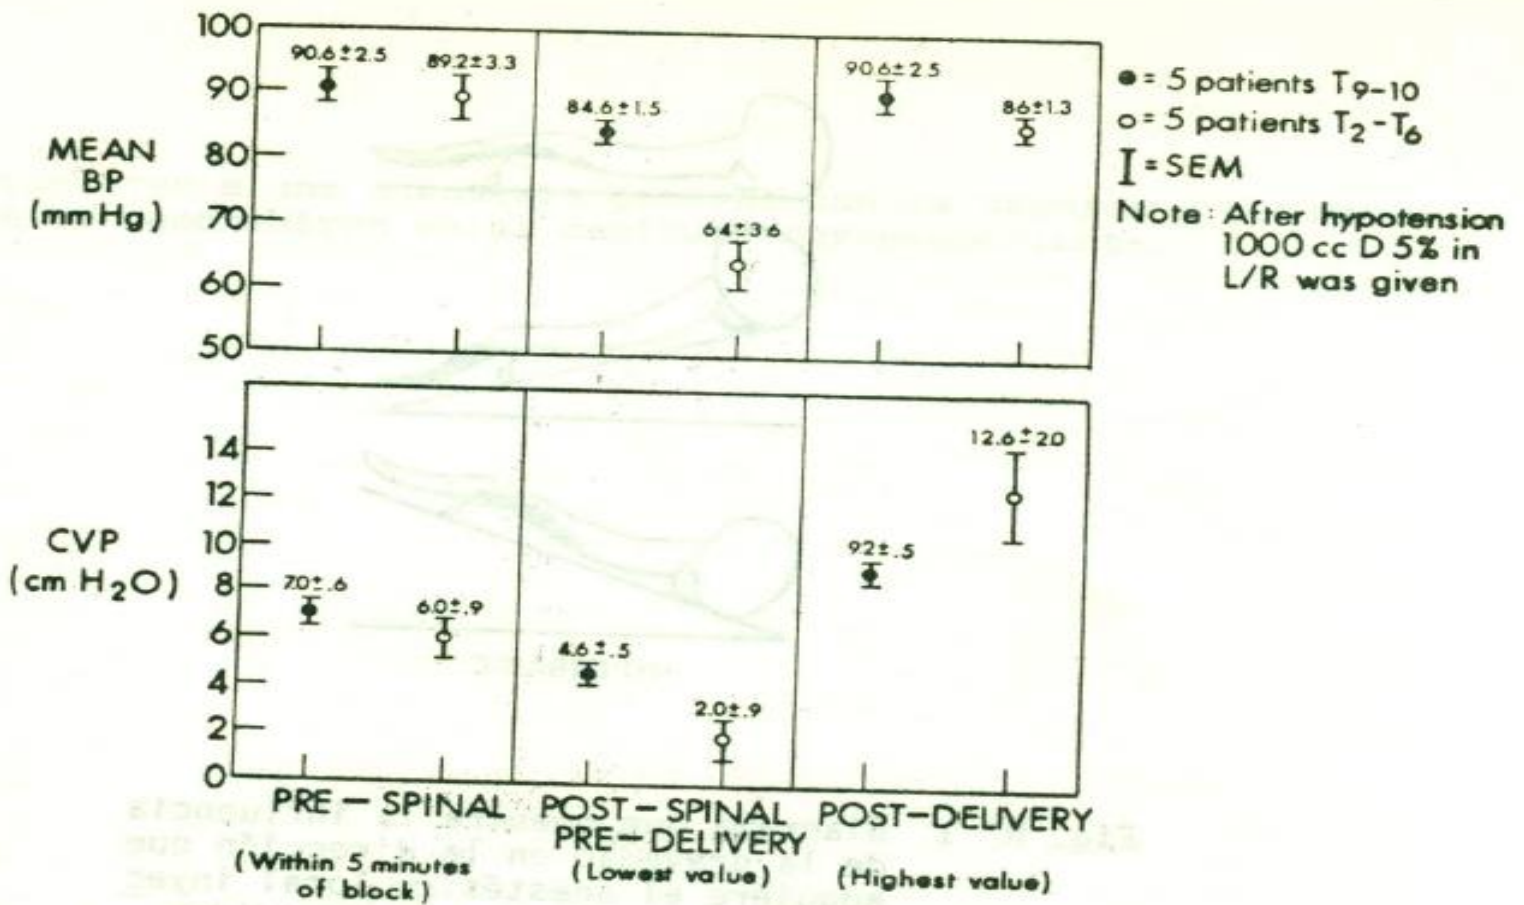 100
90.6±2.5
89.2±3.3
84.6±1.5
64±3.6
90.6±2.5
86±1.3
90
80
70
60
50
MEAN
BP
(mm Hg)
●= 5 patients T9-10
○= 5 patients T2-T6
I = SEM
Note: After hypotension
1000 cc D 5% in
L/R was given
14
12
10
8
6
4
2
0
CVP
(cm H2O)
7.0±.6
6.0±.9
4.6±.5
2.0±.9
9.2±.5
12.6±2.0
PRE-SPINAL
(Within 5 minutes
of block)
POST-SPINAL
PRE-DELIVERY
(Lowest value)
POST-DELIVERY
(Highest value)